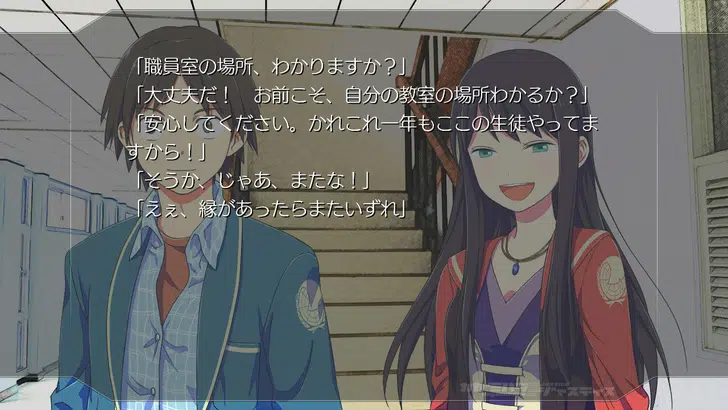 「職員室の場所、わかりますか？」
「大丈夫だ！　お前こそ、自分の教室の場所わかるか？」
「安心してください。かれこれ一年もここの生徒やってま
すから！」
「そうか、じゃあ、またな！」
「えぇ、縁があったらまたいずれ」